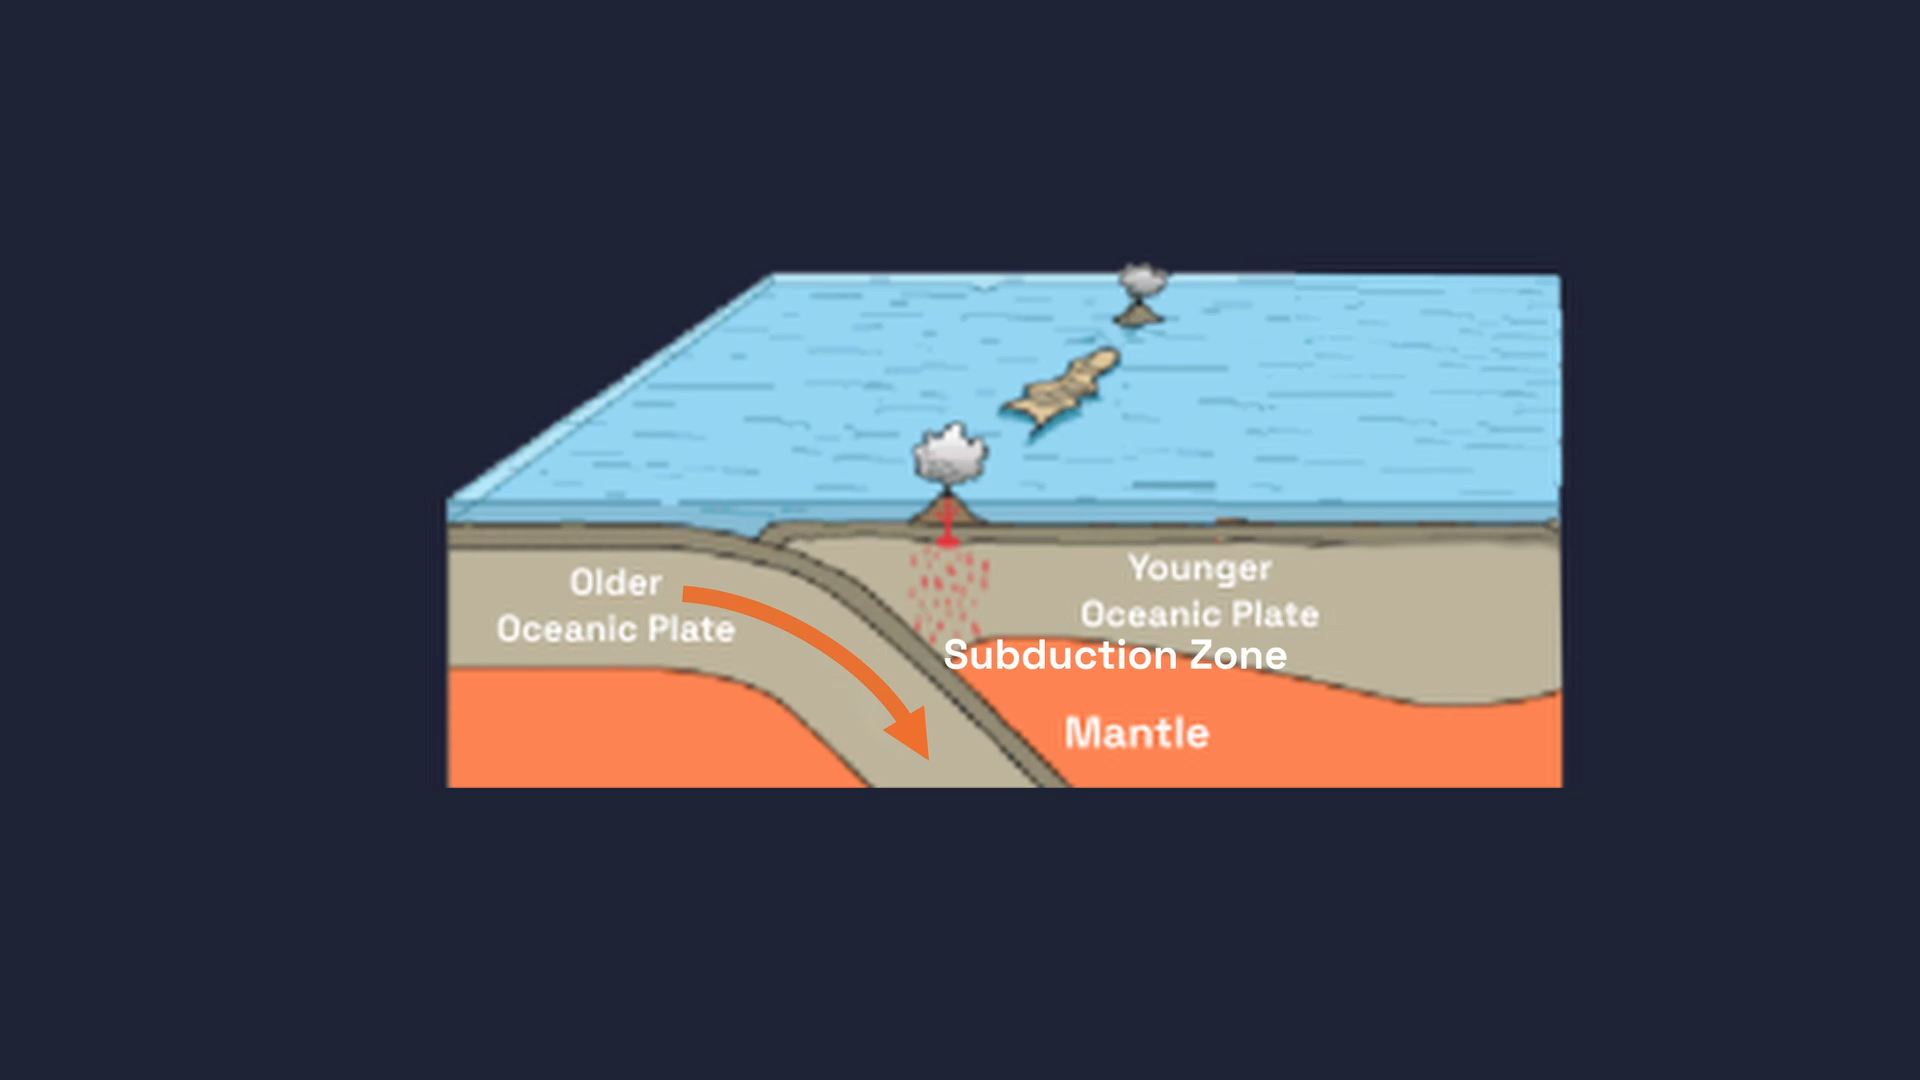 Older
Oceanic Plate
Younger
Oceanic Plate
Subduction Zone
Mantle